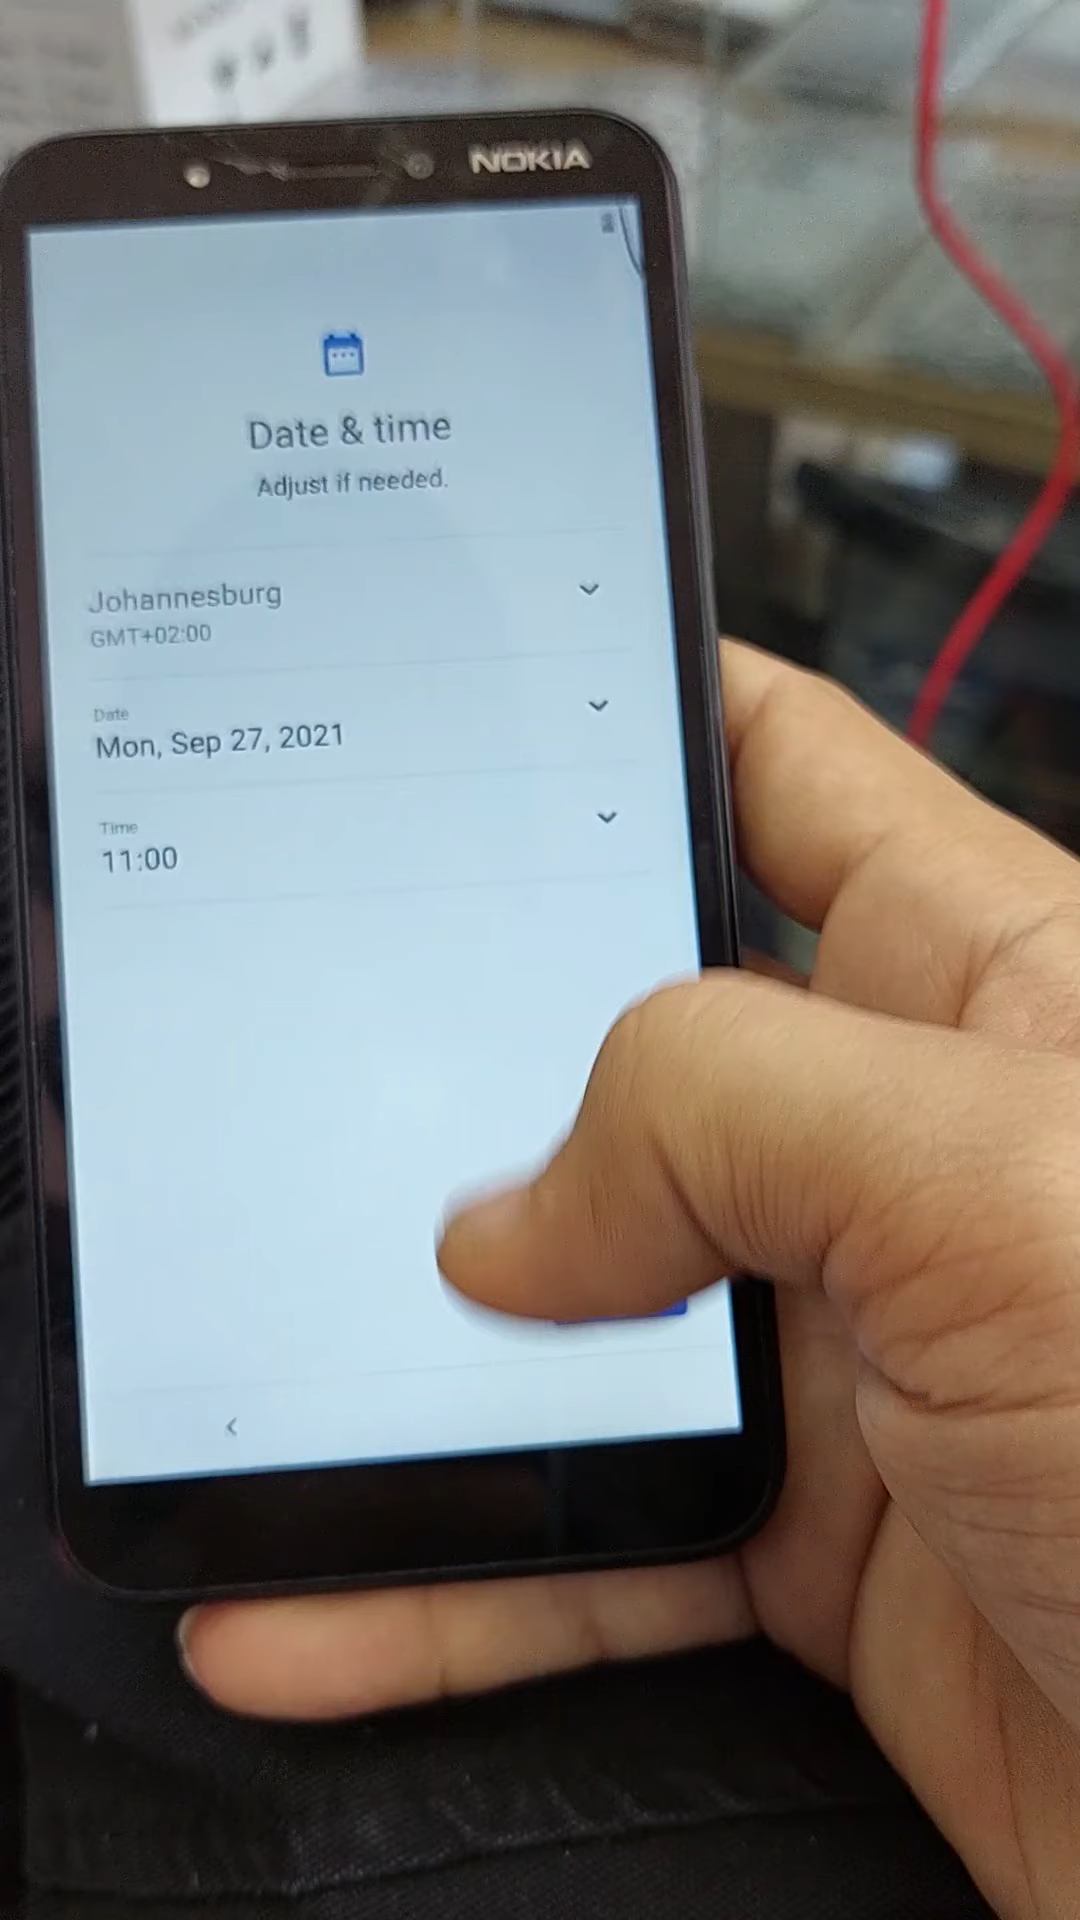 NOKIA
Date & time
Adjust if needed.
Johannesburg
GMT+02:00
Date
Mon, Sep 27, 2021
Time
11:00